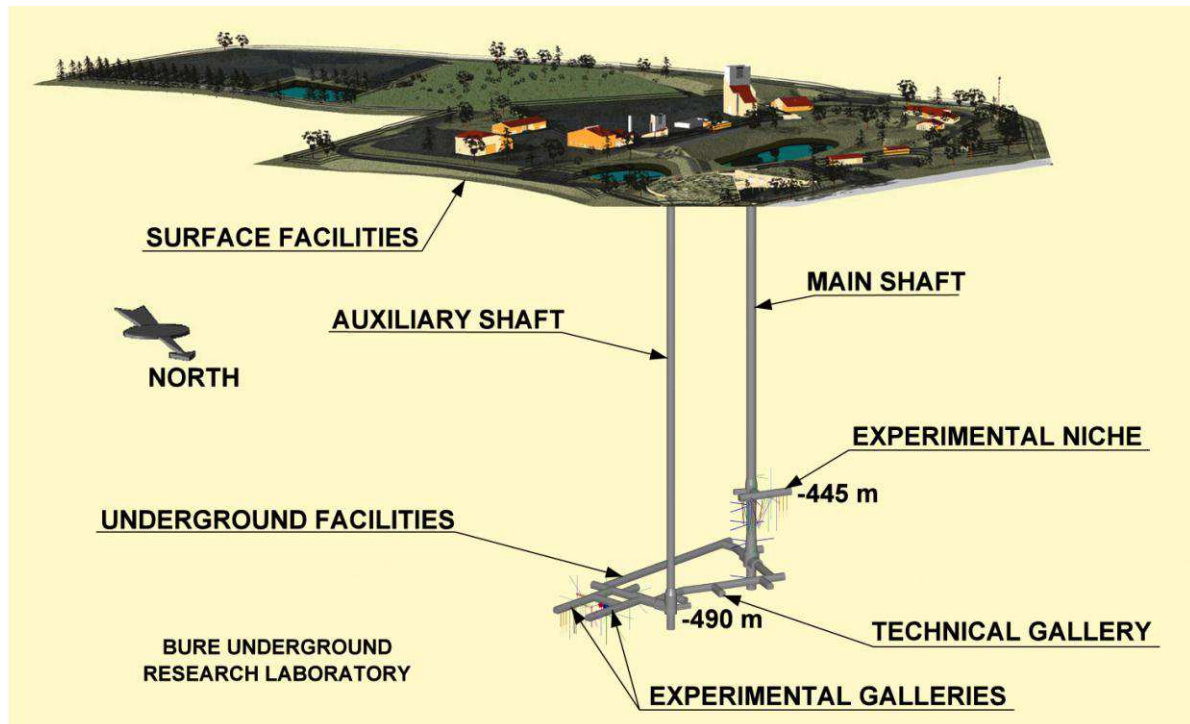 SURFACE FACILITIES
MAIN SHAFT
AUXILIARY SHAFT
NORTH
EXPERIMENTAL NICHE
-445 m
UNDERGROUND FACILITIES
-490 m
TECHNICAL GALLERY
BURE UNDERGROUND
RESEARCH LABORATORY
EXPERIMENTAL GALLERIES